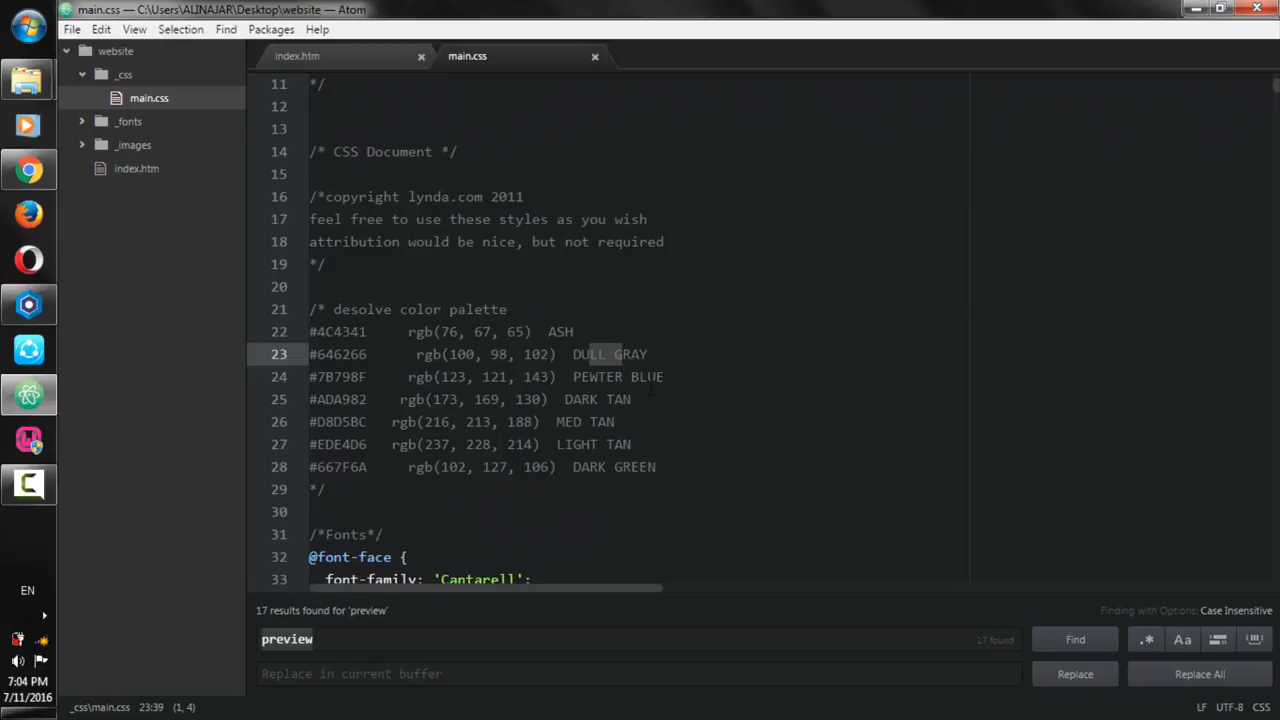 main.css — C:\Users\ALINAJAR\Desktop\website — Atom
File Edit View Selection Find Packages Help
website
_css
main.css
_fonts
_images
index.htm
index.htm
main.css
11 */
12
13
14 /* CSS Document */
15
16 /*copyright lynda.com 2011
17 feel free to use these styles as you wish
18 attribution would be nice, but not required
19 */
20
21 /* desolve color palette
22 #4C4341 rgb(76, 67, 65) ASH
23 #646266 rgb(100, 98, 102) DULL GRAY
24 #7B798F rgb(123, 121, 143) PEWTER BLUE
25 #ADA982 rgb(173, 169, 130) DARK TAN
26 #D8D5BC rgb(216, 213, 188) MED TAN
27 #EDE4D6 rgb(237, 228, 214) LIGHT TAN
28 #667F6A rgb(102, 127, 106) DARK GREEN
29 */
30
31 /*Fonts*/
32 @font-face {
33 font-family: 'Cantarell';
17 results found for 'preview'
Finding with Options: Case Insensitive
preview
17 found
Find
.*
Aa
Replace in current buffer
Replace
Replace All
_css\main.css 23:39 (1, 4)
LF UTF-8 CSS
EN
7:04 PM
7/11/2016